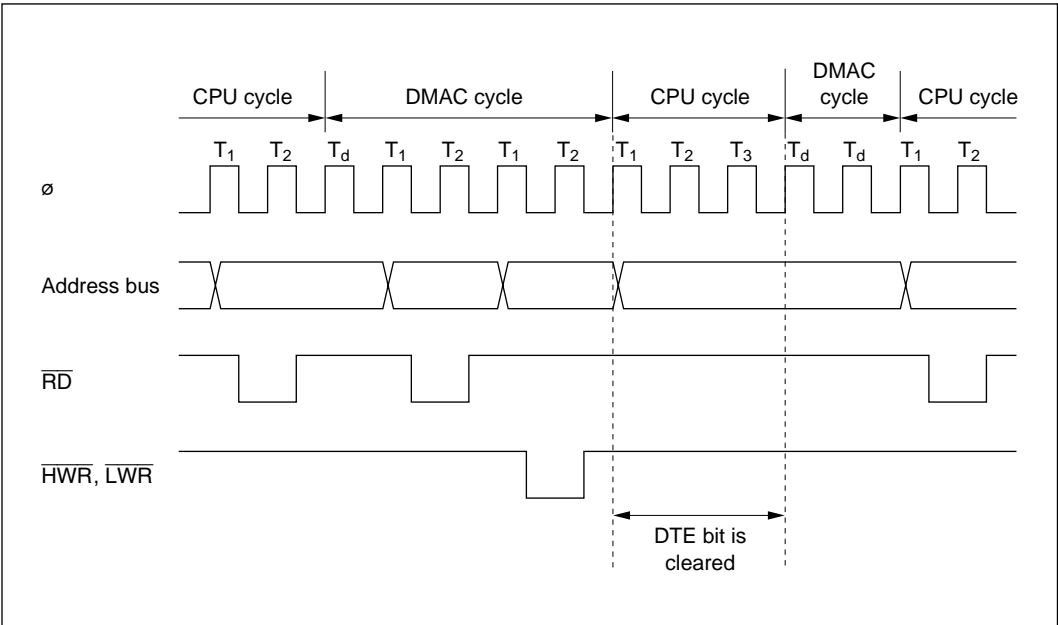 DMAC
CPU cycle DMAC cycle CPU cycle cycle CPU cycle
T1 T2 Td T1 T2 T1 T2 T1 T2 T3 Td Td T1 T2
ø
Address bus
RD
HWR, LWR
DTE bit is
cleared